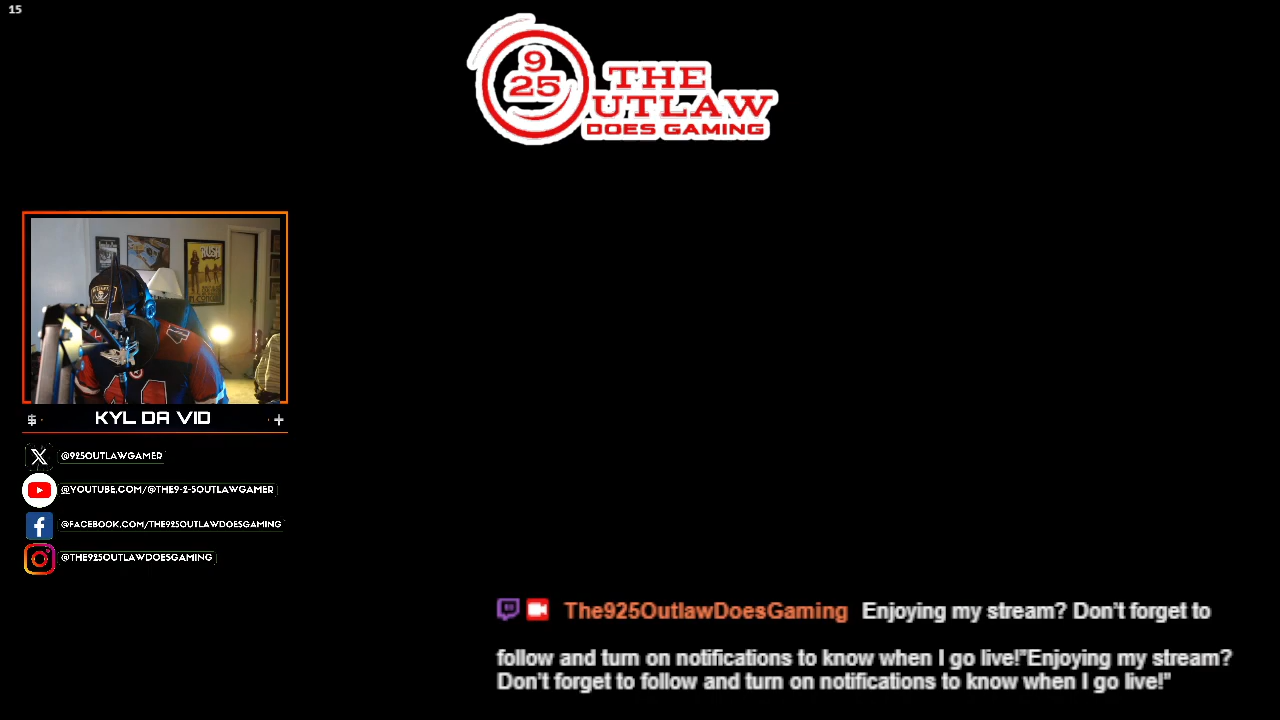 15
9
25
THE
OUTLAW
DOES GAMING
RUSH
KYL DA VID
@925OUTLAWGAMER
@YOUTUBE.COM/@THE9-2-5OUTLAWGAMER
@FACEBOOK.COM/THE925OUTLAWDOESGAMING
@THE925OUTLAWDOESGAMING
The925OutlawDoesGaming Enjoying my stream? Don't forget to
follow and turn on notifications to know when I go live!"Enjoying my stream?
Don't forget to follow and turn on notifications to know when I go live!"